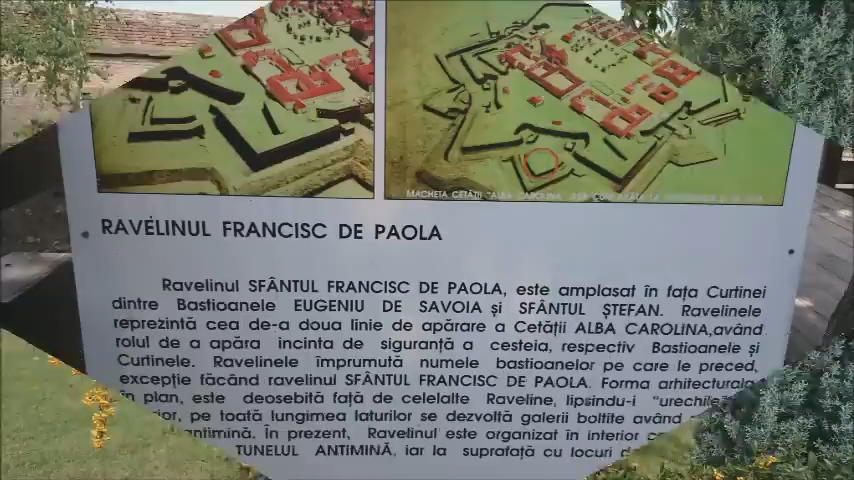 MACHETA CETĂȚII "ALBA CAROLINA"
RAVELINUL FRANCISC DE PAOLA
Ravelinul SFÂNTUL FRANCISC DE PAOLA, este amplasat în fața Curtinei
dintre Bastioanele EUGENIU DE SAVOIA și SFÂNTUL ȘTEFAN. Ravelinele
reprezintă cea de-a doua linie de apărare a Cetății ALBA CAROLINA,având
rolul de a apăra incinta de siguranță a cesteia, respectiv Bastioanele și
Curtinele. Ravelinele împrumută numele bastioanelor pe care le preced,
excepție făcând ravelinul SFÂNTUL FRANCISC DE PAOLA. Forma arhitecturala
în plan, este deosebită față de celelalte Raveline, lipsindu-i "urechile"
pe toată lungimea laturilor se dezvoltă galerii boltite având
antimină. În prezent, Ravelinul este organizat în interior
TUNELUL ANTIMINĂ, iar la suprafață cu locuri